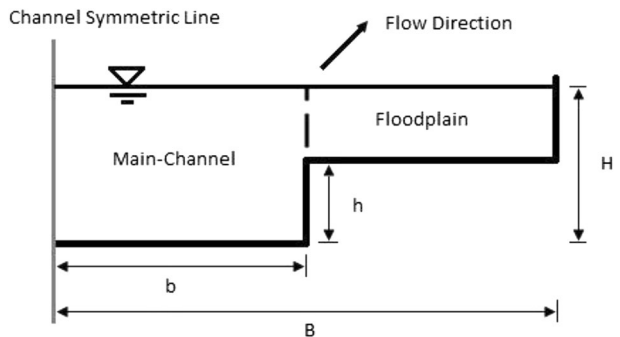 Channel Symmetric Line
Flow Direction
Floodplain
Main-Channel
H
h
b
B